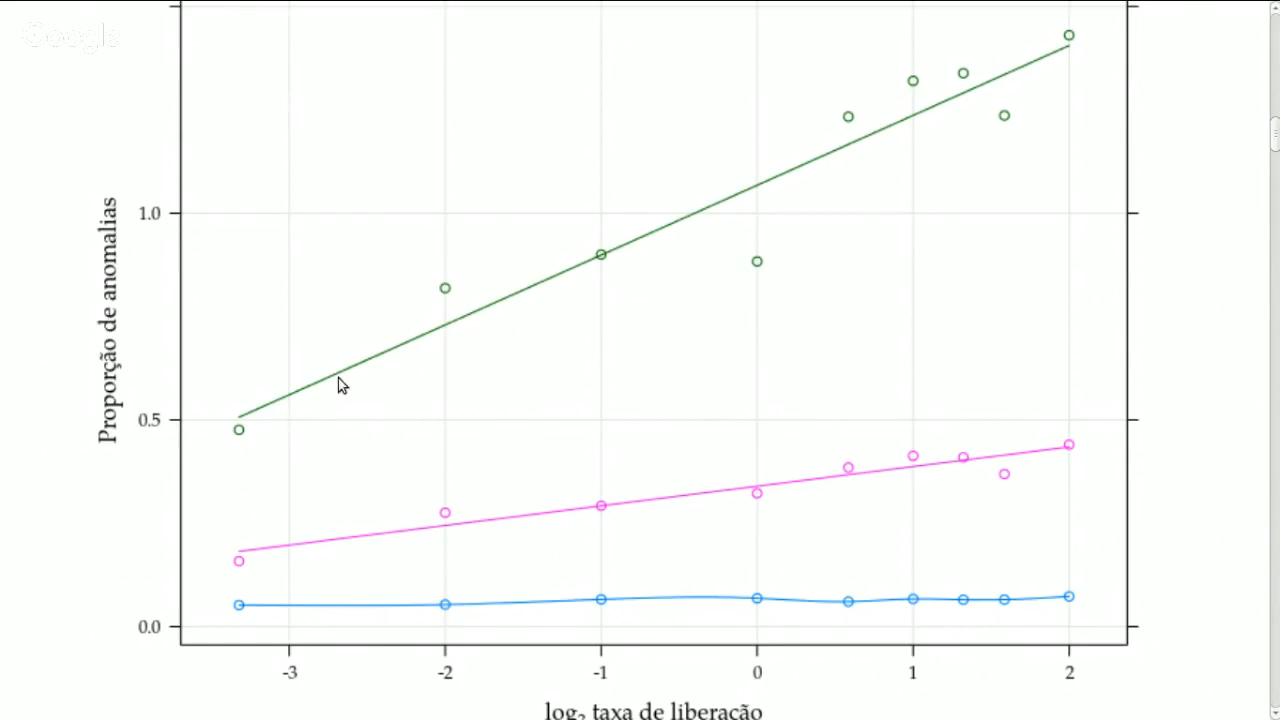 Google
Proporção de anomalias
1.0
0.5
0.0
-3 -2 -1 0 1 2
log₂ taxa de liberação